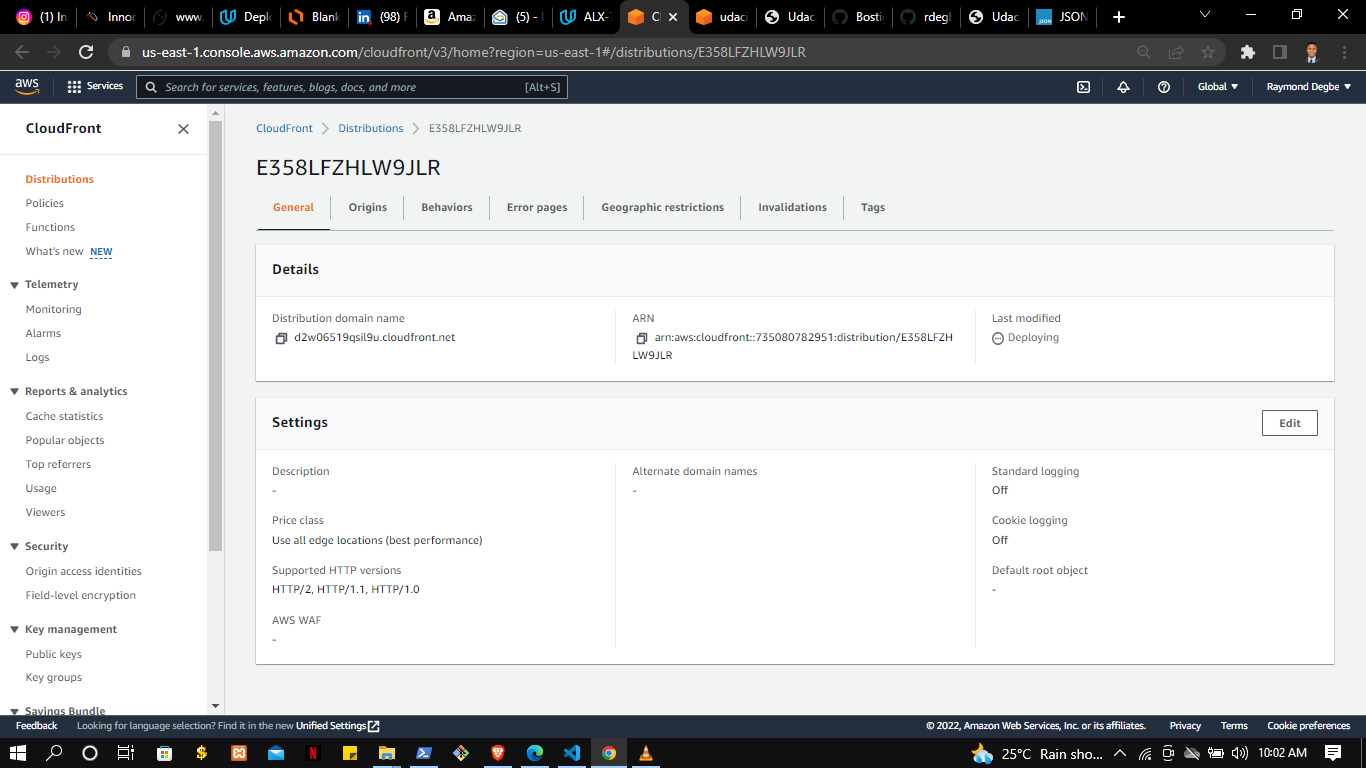 (1) In
Innor
www.
Depl
Blank
(98) F
Amaz
(5) -
ALX-
Cl
udaci
Udac
Bostic
rdegl
Udac
JSON
us-east-1.console.aws.amazon.com/cloudfront/v3/home?region=us-east-1#/distributions/E358LFZHLW9JLR
aws
Services
Search for services, features, blogs, docs, and more
[Alt+S]
Global
Raymond Degbe
CloudFront
Distributions
Policies
Functions
What's new NEW
Telemetry
Monitoring
Alarms
Logs
Reports & analytics
Cache statistics
Popular objects
Top referrers
Usage
Viewers
Security
Origin access identities
Field-level encryption
Key management
Public keys
Key groups
Savings Bundle
CloudFront
Distributions
E358LFZHLW9JLR
E358LFZHLW9JLR
General
Origins
Behaviors
Error pages
Geographic restrictions
Invalidations
Tags
Details
Distribution domain name
d2w06519qsil9u.cloudfront.net
ARN
arn:aws:cloudfront::735080782951:distribution/E358LFZH
LW9JLR
Last modified
Deploying
Settings
Edit
Description
-
Price class
Use all edge locations (best performance)
Supported HTTP versions
HTTP/2, HTTP/1.1, HTTP/1.0
AWS WAF
-
Alternate domain names
-
Standard logging
Off
Cookie logging
Off
Default root object
-
Feedback
Looking for language selection? Find it in the new Unified Settings
© 2022, Amazon Web Services, Inc. or its affiliates.
Privacy
Terms
Cookie preferences
25°C Rain sho...
10:02 AM